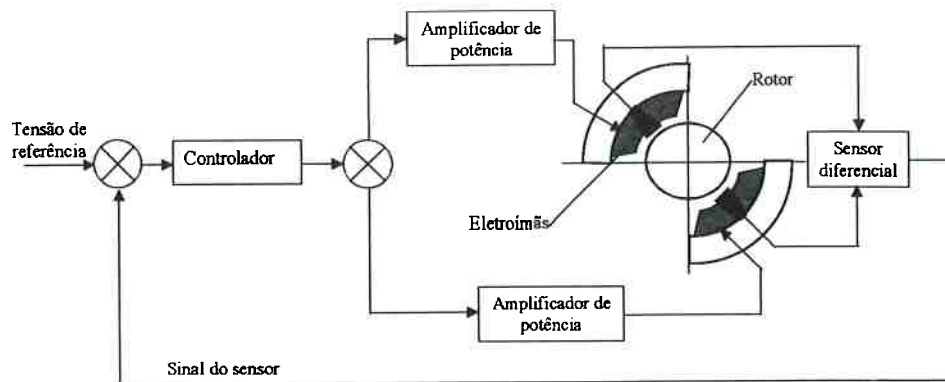 Amplificador de
potência
Rotor
Tensão de
referência
Controlador
Sensor
diferencial
Eletroímãs
Amplificador de
potência
Sinal do sensor